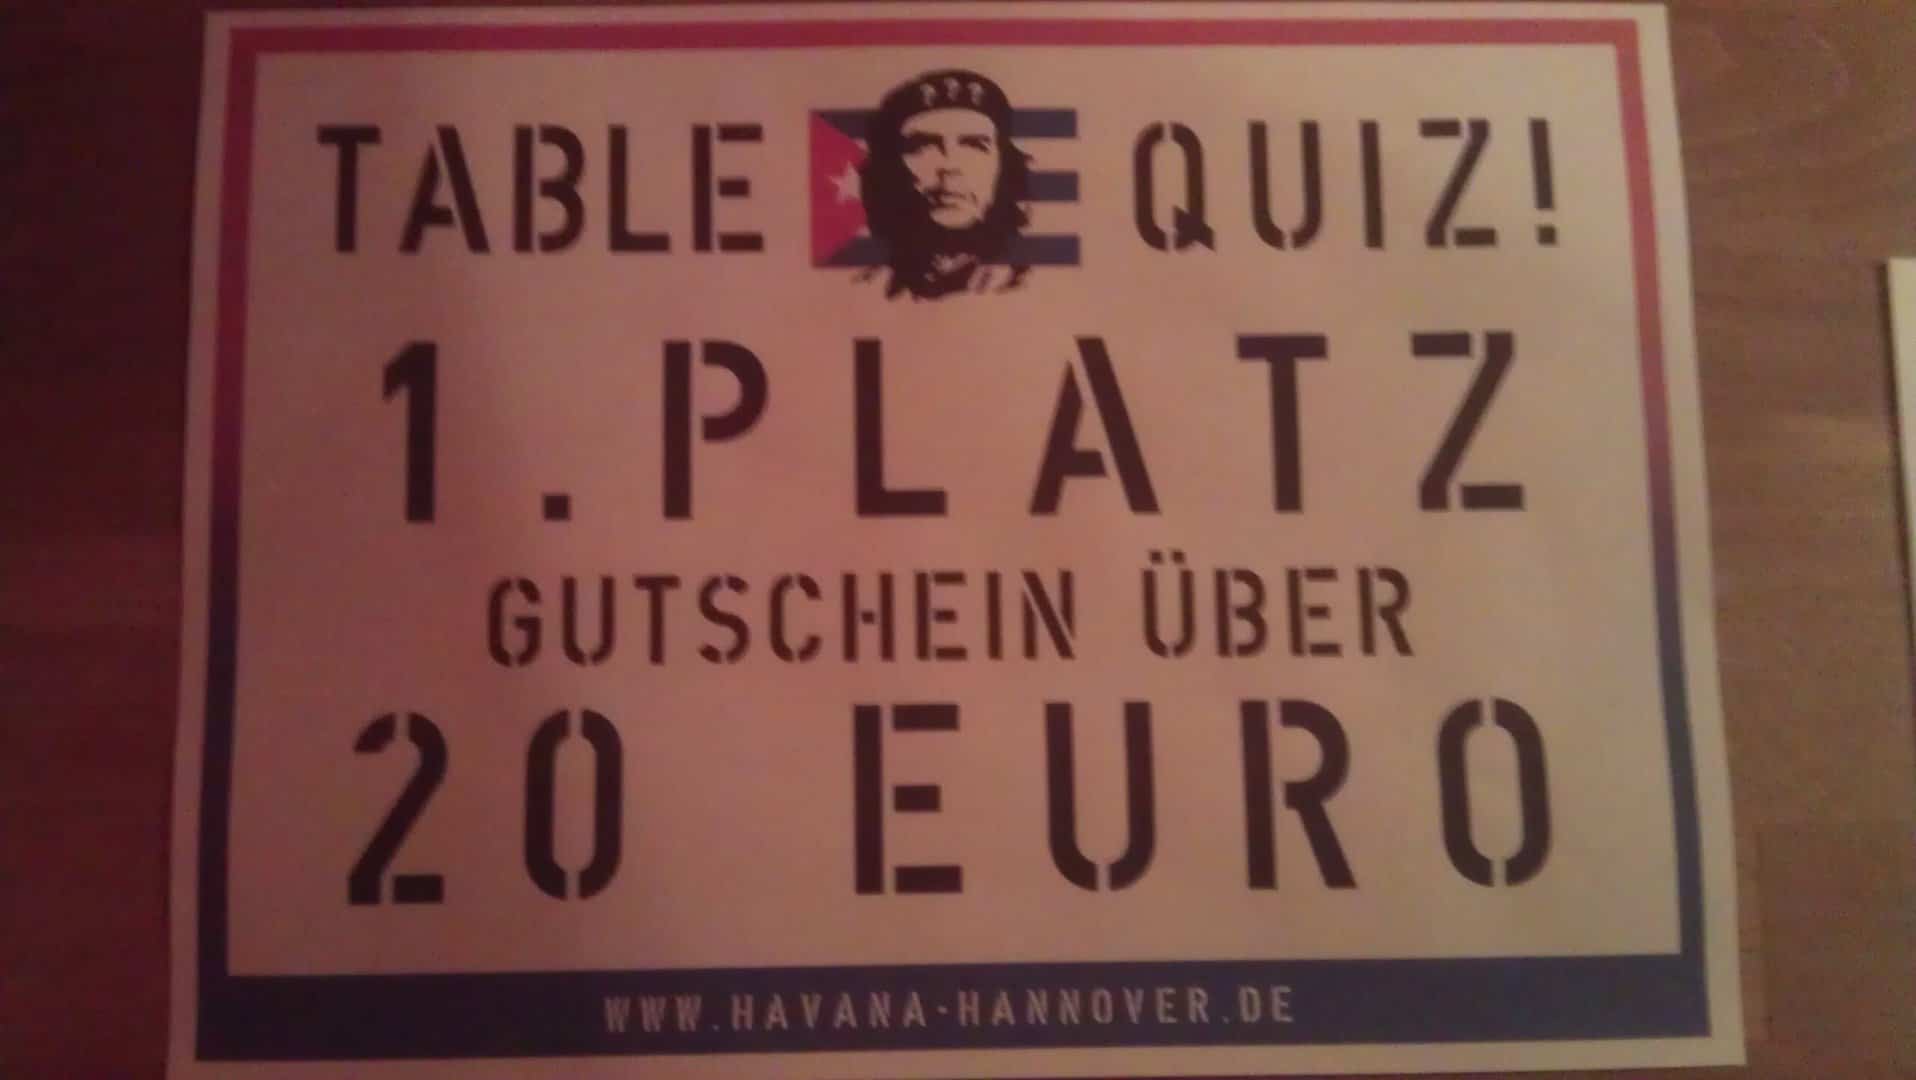 TABLE ??? QUIZ!
1.PLATZ
GUTSCHEIN ÜBER
20 EURO
WWW.HAVANA-HANNOVER.DE